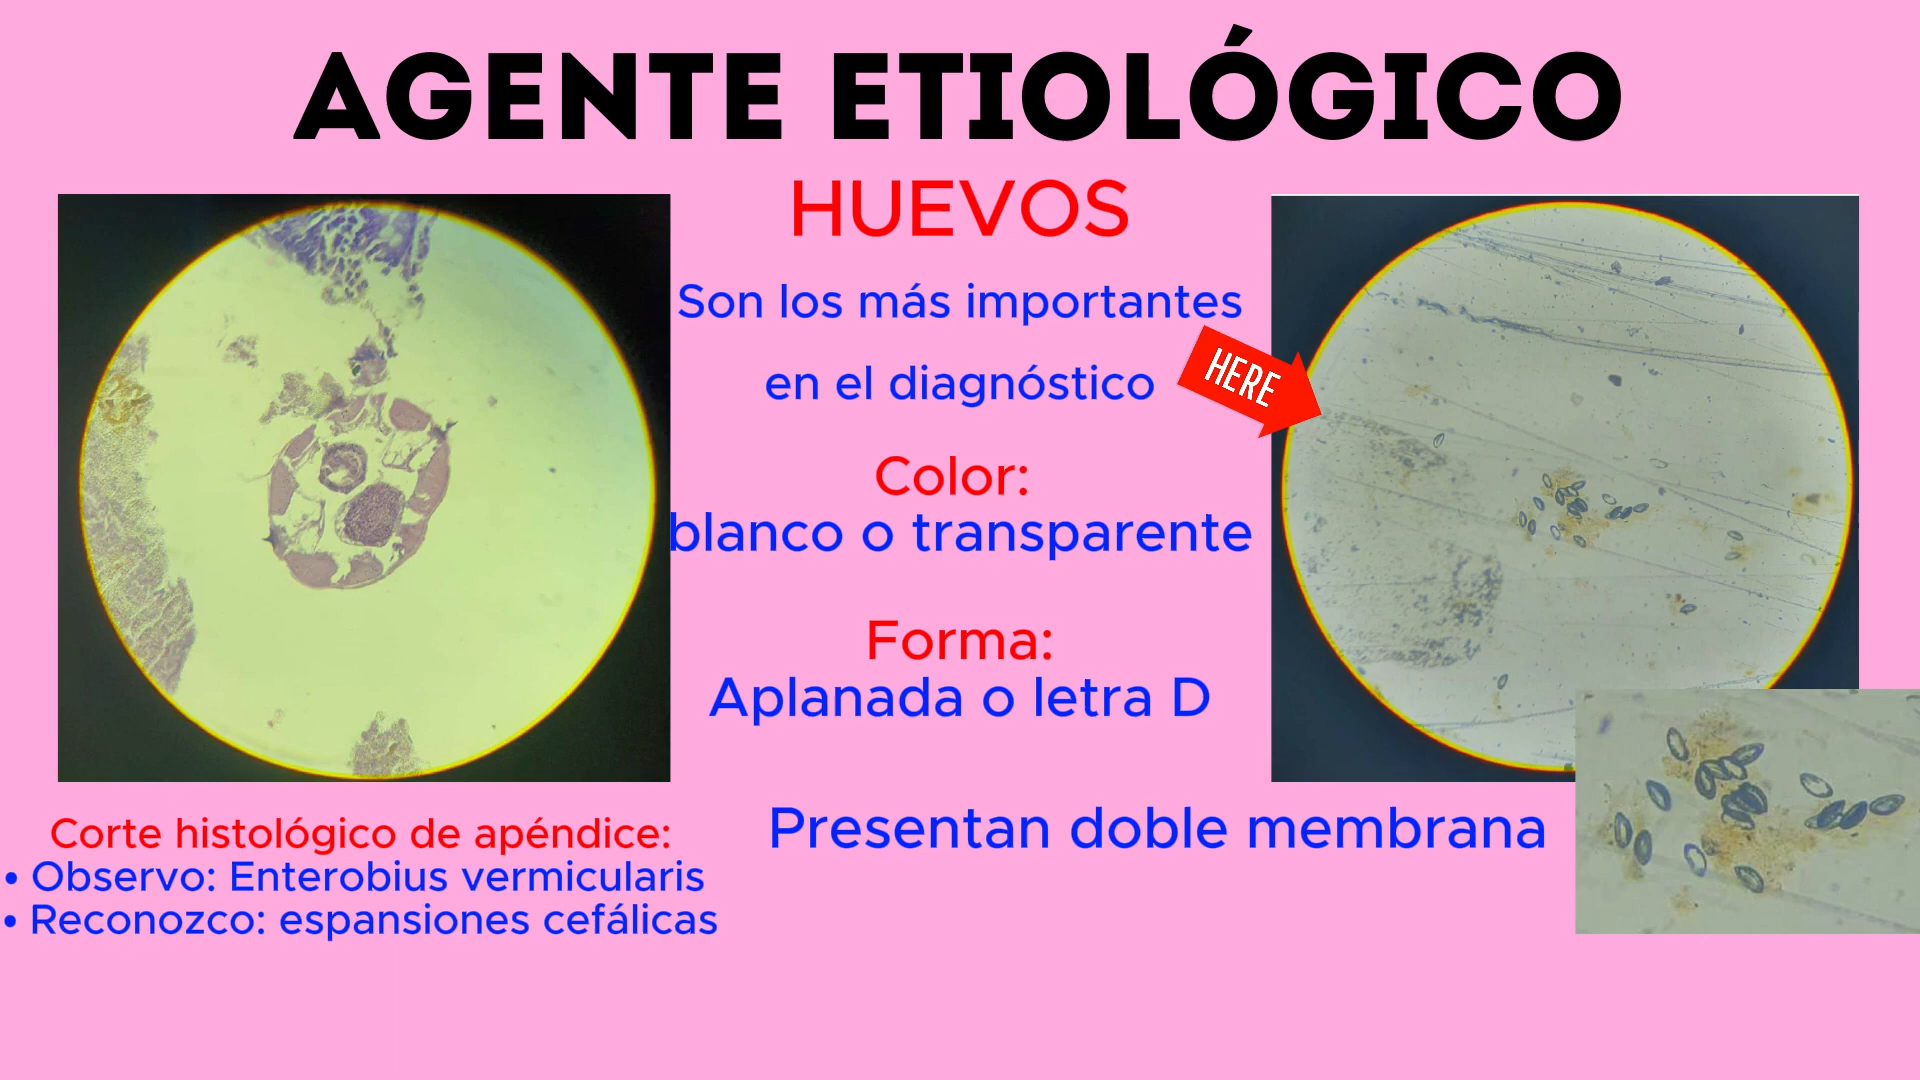 AGENTE ETIOLÓGICO
HUEVOS
Son los más importantes
en el diagnóstico
HERE
Color:
blanco o transparente
Forma:
Aplanada o letra D
Presentan doble membrana
Corte histológico de apéndice:
• Observo: Enterobius vermicularis
• Reconozco: espansiones cefálicas